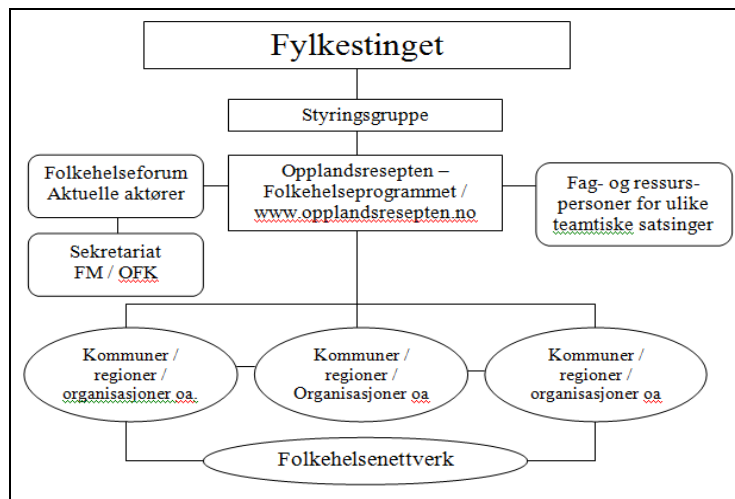 Fylkestinget
Styringsgruppe
Folkehelseforum
Aktuelle aktører
Opplandsresepten –
Folkehelseprogrammet /
www.opplandsresepten.no
Fag- og ressurs-
personer for ulike
teamtiske satsinger
Sekretariat
FM / OFK
Kommuner /
regioner /
organisasjoner oa.
Kommuner /
regioner /
Organisasjoner oa
Kommuner /
regioner /
organisasjoner oa
Folkehelsenettverk